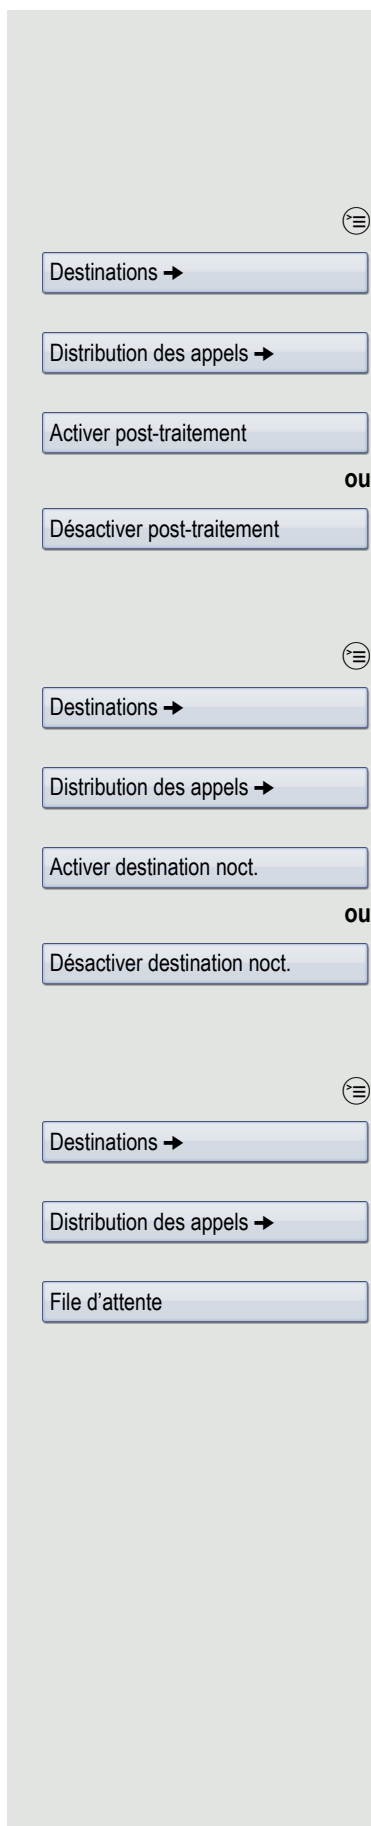 Destinations ➔
Distribution des appels ➔
Activer post-traitement
ou
Désactiver post-traitement
Destinations ➔
Distribution des appels ➔
Activer destination noct.
ou
Désactiver destination noct.
Destinations ➔
Distribution des appels ➔
File d’attente